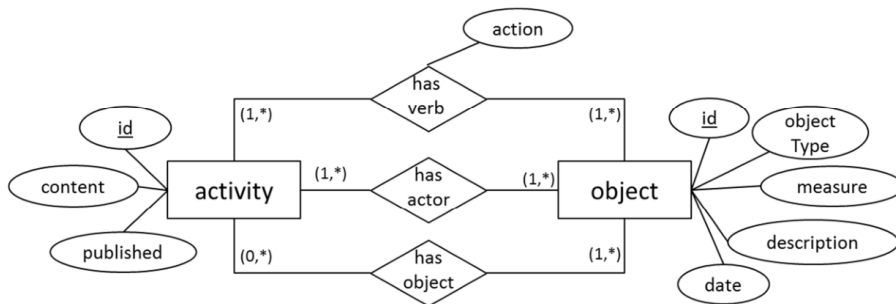 action
has
verb
(1,*)
(1,*)
id
id
object
Type
content
activity
(1,*)
has
actor
(1,*)
object
measure
published
(0,*)
has
object
(1,*)
description
date